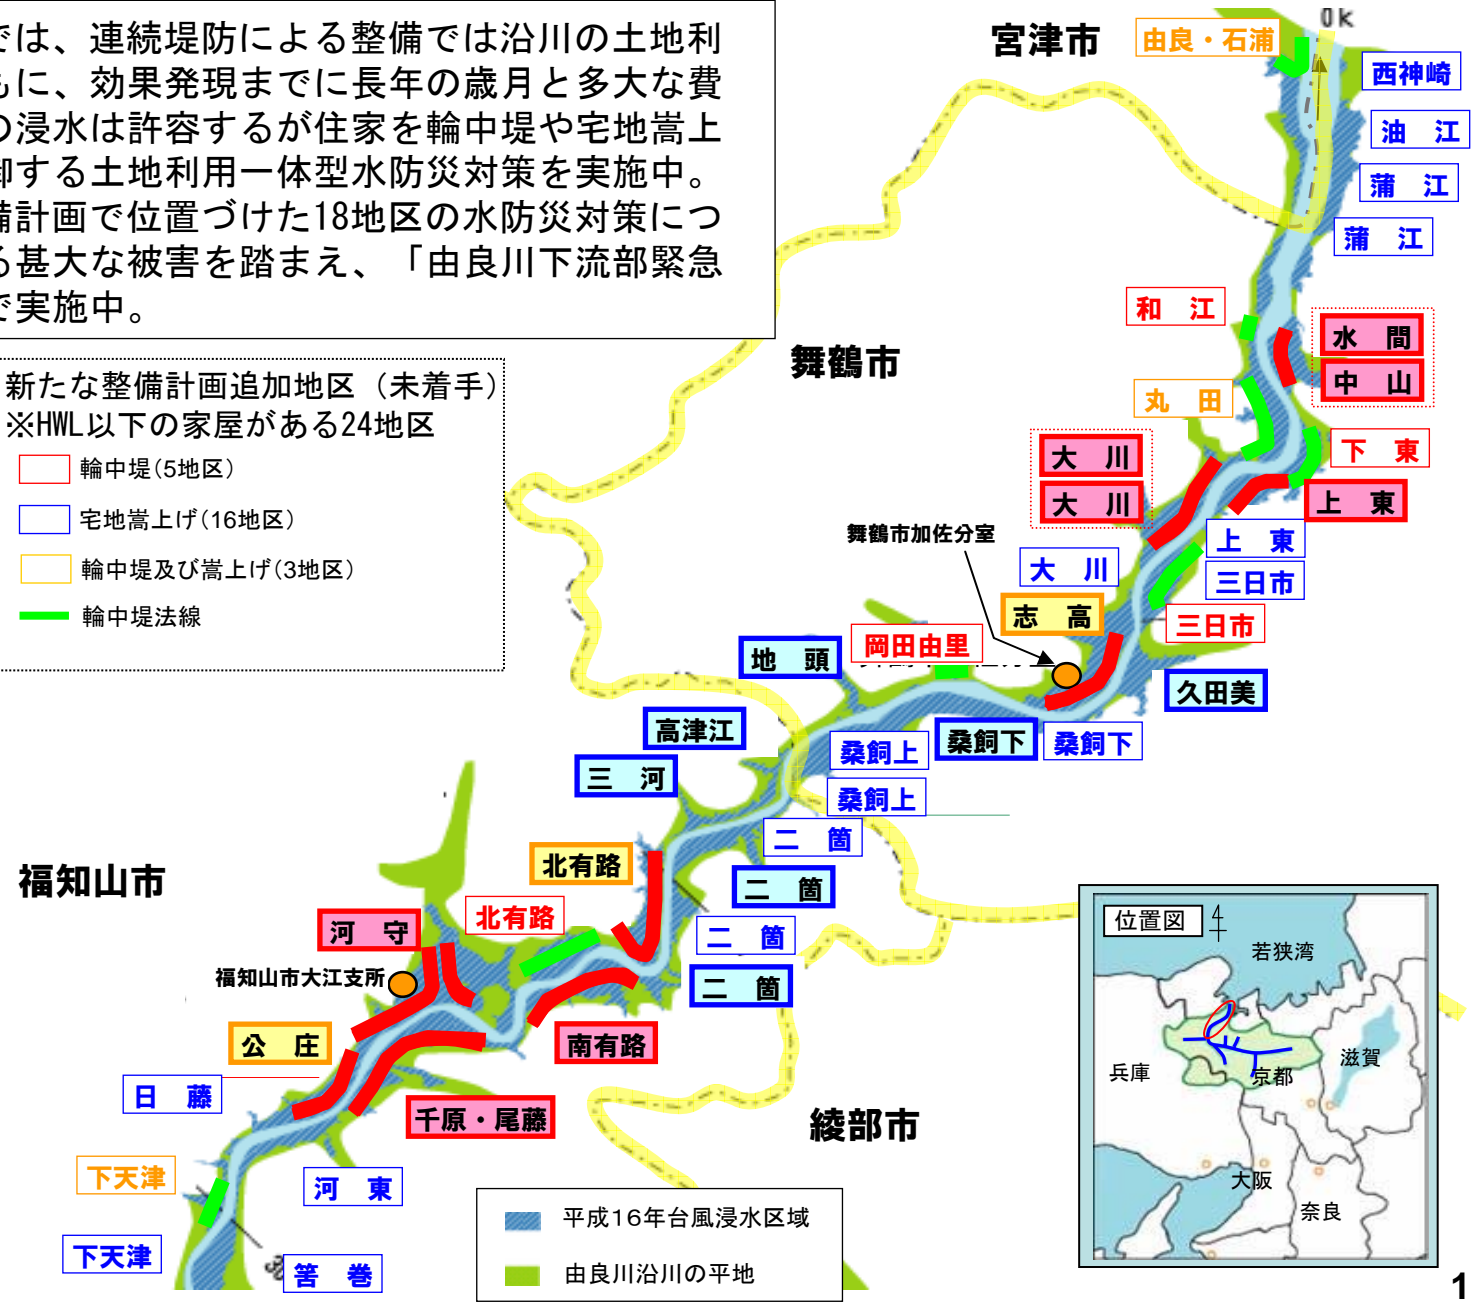 では、連続堤防による整備では沿川の土地利
もに、効果発現までに長年の歳月と多大な費
の浸水は許容するが住家を輪中堤や宅地嵩上
御する土地利用一体型水防災対策を実施中。
備計画で位置づけた18地区の水防災対策につ
る甚大な被害を踏まえ、「由良川下流部緊急
で実施中。
新たな整備計画追加地区（未着手）
※HWL以下の家屋がある24地区
輪中堤(5地区)
宅地嵩上げ(16地区)
輪中堤及び嵩上げ(3地区)
輪中堤法線
0k
宮津市
由良・石浦
西神崎
油 江
蒲 江
蒲 江
和 江
水 間
中 山
舞鶴市
丸 田
下 東
大 川
大 川
上 東
舞鶴市加佐分室
上 東
大 川
三日市
志 高
三日市
岡田由里
地 頭
久田美
高津江
桑飼下
桑飼下
桑飼上
三 河
桑飼上
二 箇
北有路
二 箇
福知山市
北有路
河 守
二 箇
福知山市大江支所
二 箇
公 庄
南有路
日 藤
千原・尾藤
綾部市
下天津
河 東
下天津
筈 巻
平成16年台風浸水区域
由良川沿川の平地
位置図
若狭湾
兵庫
京都
滋賀
大阪
奈良
1